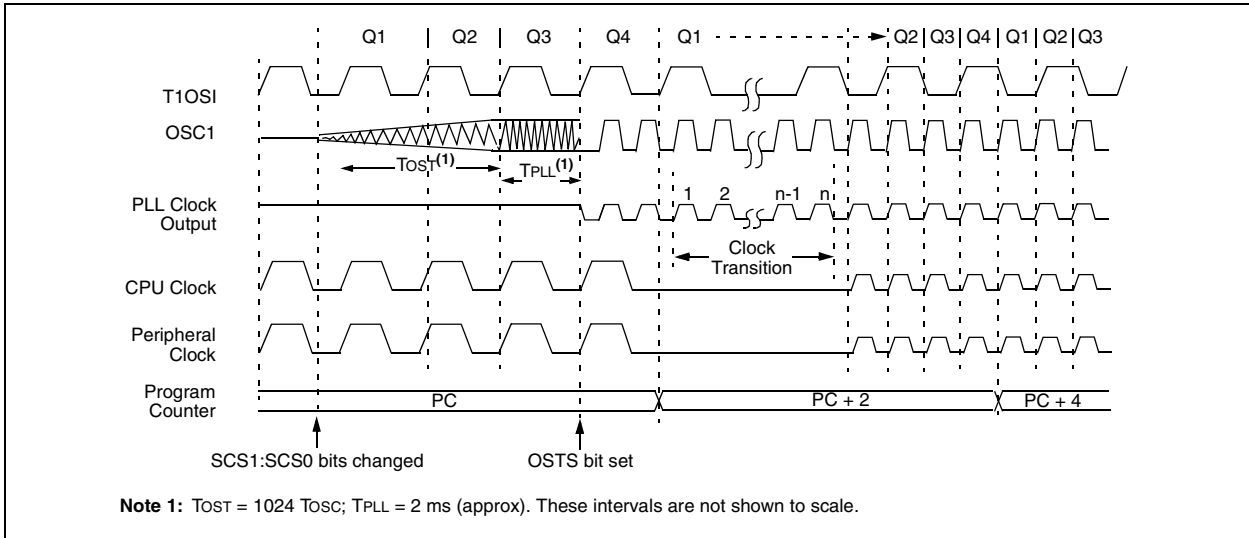 Q1 Q2 Q3 Q4 Q1 Q2 Q3 Q4 Q1 Q2 Q3
T1OSI
OSC1
TOST(1)
TPLL(1)
1 2 n-1 n
PLL Clock
Output
Clock
Transition
CPU Clock
Peripheral
Clock
Program
Counter
PC PC + 2 PC + 4
SCS1:SCS0 bits changed OSTS bit set
Note 1: TOST = 1024 TOSC; TPLL = 2 ms (approx). These intervals are not shown to scale.